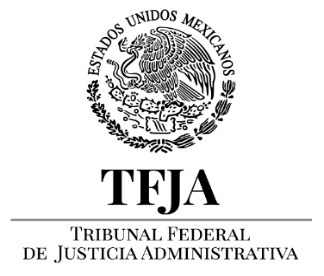 ESTADOS UNIDOS MEXICANOS
TFJA
TRIBUNAL FEDERAL
DE JUSTICIA ADMINISTRATIVA